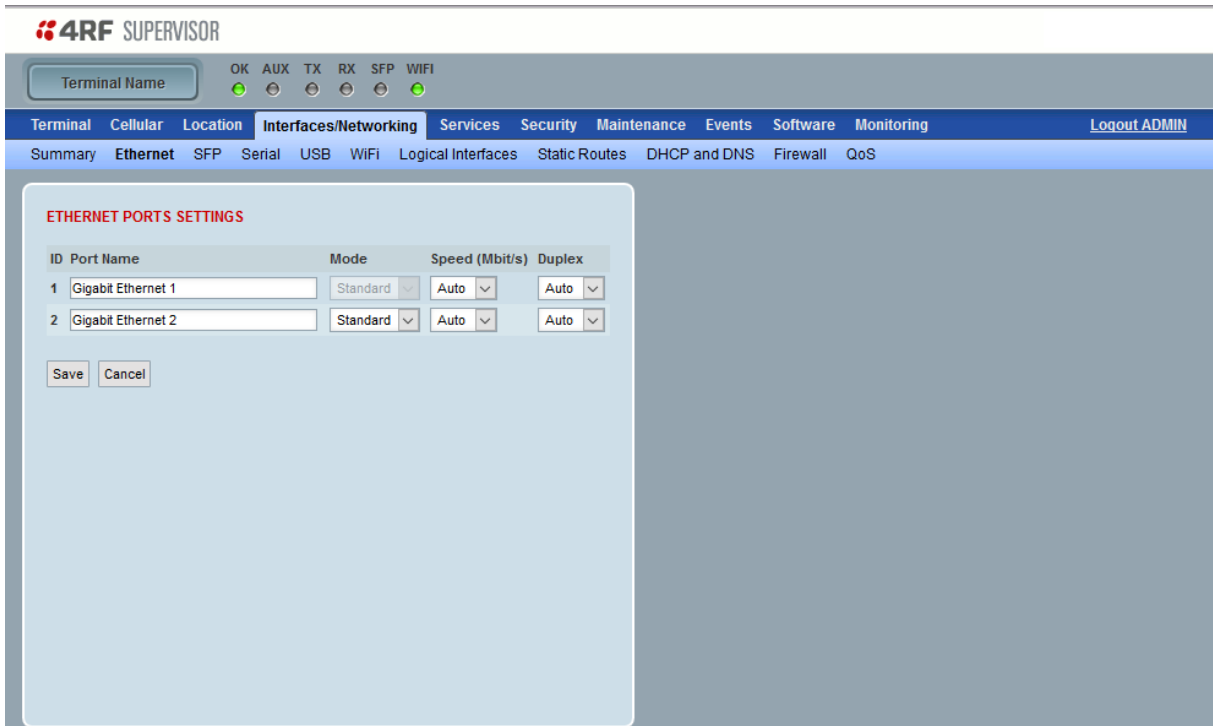 4RF SUPERVISOR
Terminal Name
OK AUX TX RX SFP WIFI
Terminal Cellular Location Interfaces/Networking Services Security Maintenance Events Software Monitoring Logout ADMIN
Summary Ethernet SFP Serial USB WiFi Logical Interfaces Static Routes DHCP and DNS Firewall QoS
ETHERNET PORTS SETTINGS
ID Port Name Mode Speed (Mbit/s) Duplex
1 Gigabit Ethernet 1 Standard Auto Auto
2 Gigabit Ethernet 2 Standard Auto Auto
Save Cancel